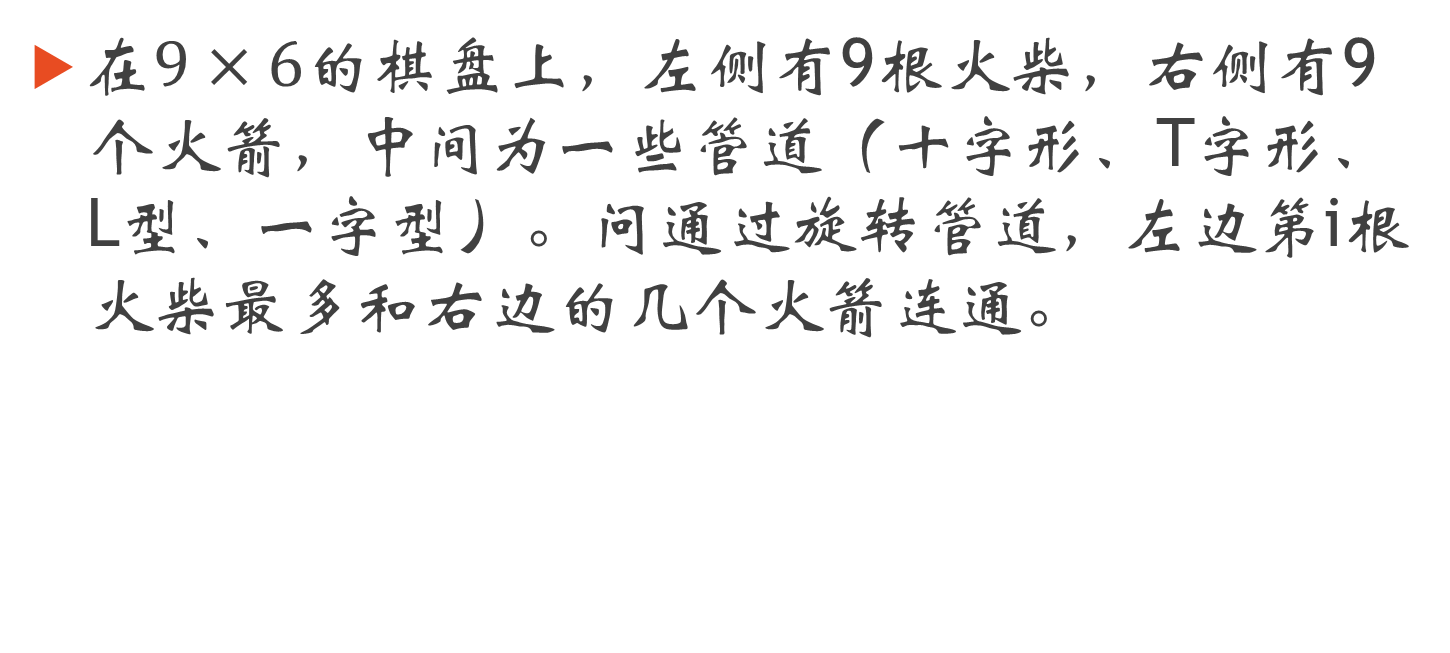 在9×6的棋盘上，左侧有9根火柴，右侧有9
个火箭，中间为一些管道（十字形、T字形、
L型、一字型）。问通过旋转管道，左边第i根
火柴最多和右边的几个火箭连通。